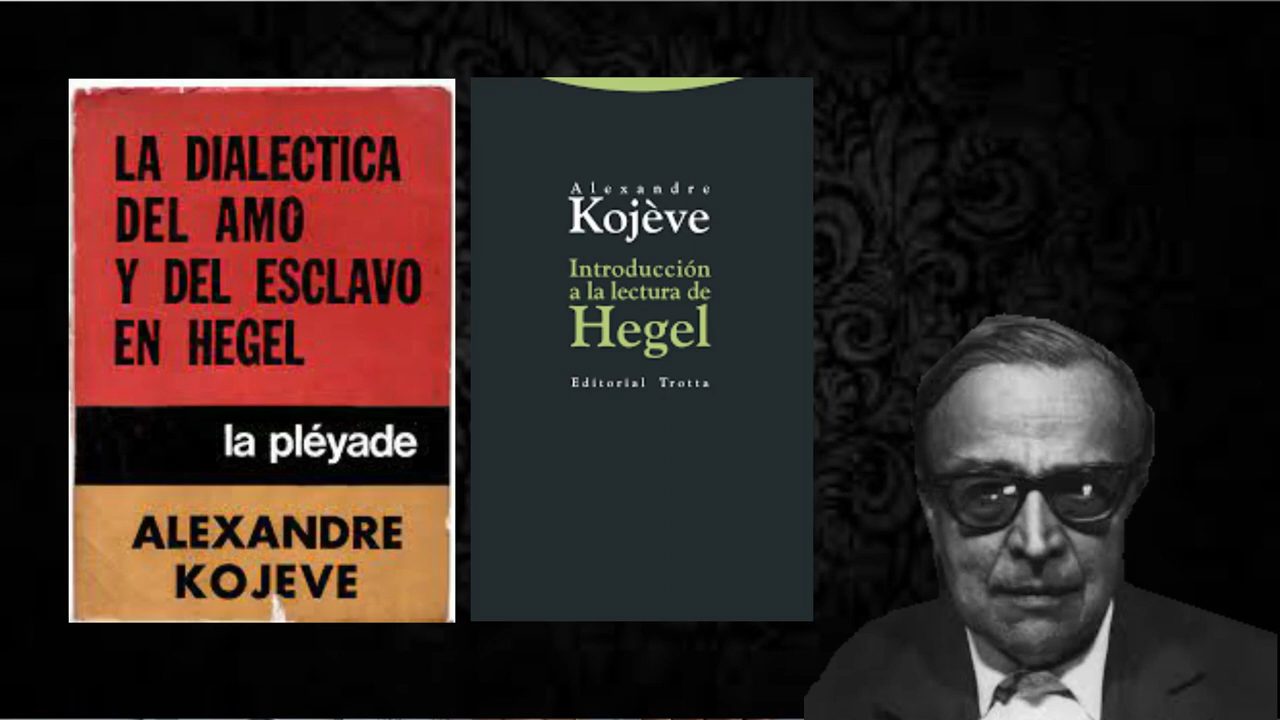 LA DIALECTICA
DEL AMO
Y DEL ESCLAVO
EN HEGEL
la pléyade
ALEXANDRE
KOJEVE
Alexandre
Kojève
Introducción
a la lectura de
Hegel
Editorial Trotta